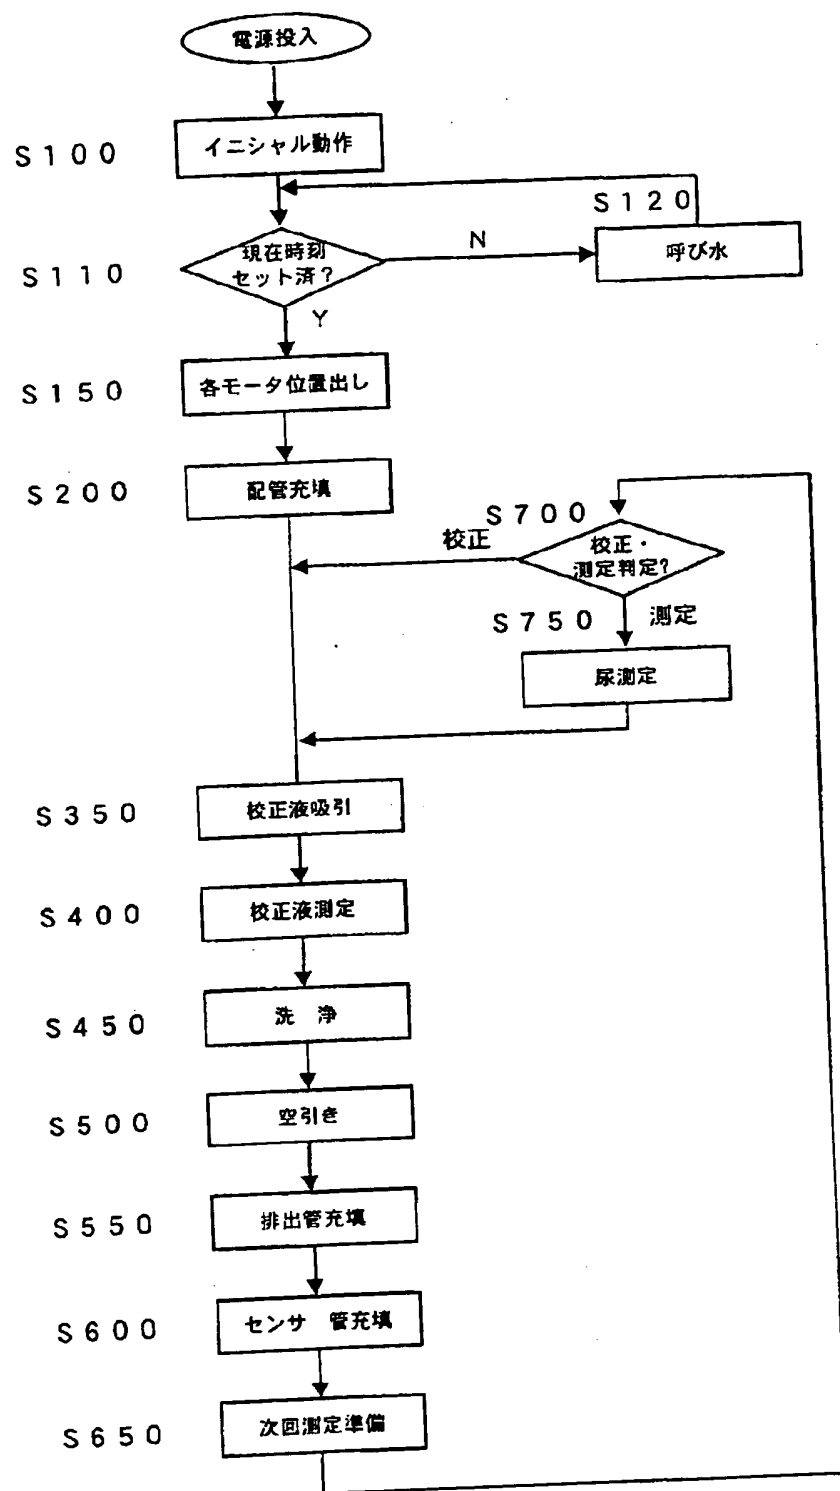 電源投入
S100
イニシャル動作
S120
呼び水
N
S110
現在時刻
セット済?
Y
S150
各モータ位置出し
S200
配管充填
S700
校正
校正・
測定判定?
S750
測定
尿測定
S350
校正液吸引
S400
校正液測定
S450
洗 浄
S500
空引き
S550
排出管充填
S600
センサ 管充填
S650
次回測定準備